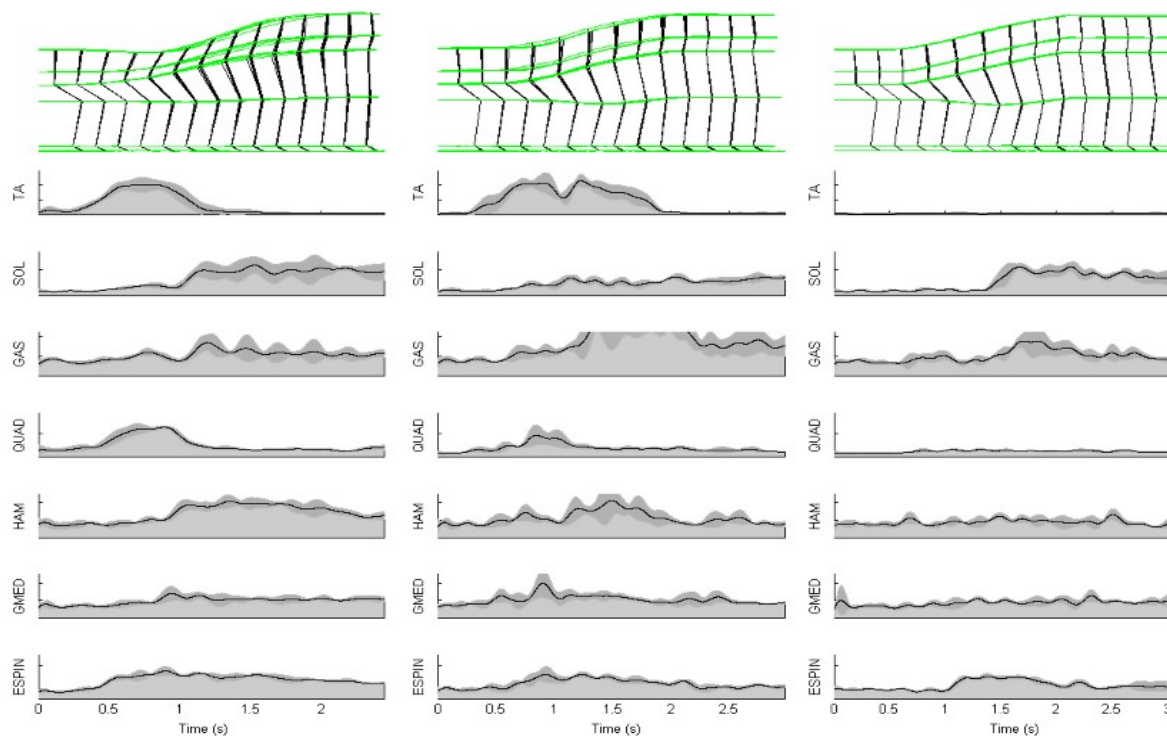 TA TA TA
SOL SOL SOL
GAS GAS GAS
QUAD QUAD QUAD
HAM HAM HAM
GMED GMED GMED
ESPIN ESPIN ESPIN
0 0.5 1 1.5 2 0 0.5 1 1.5 2 2.5 0 0.5 1 1.5 2 2.5 3
Time (s) Time (s) Time (s)